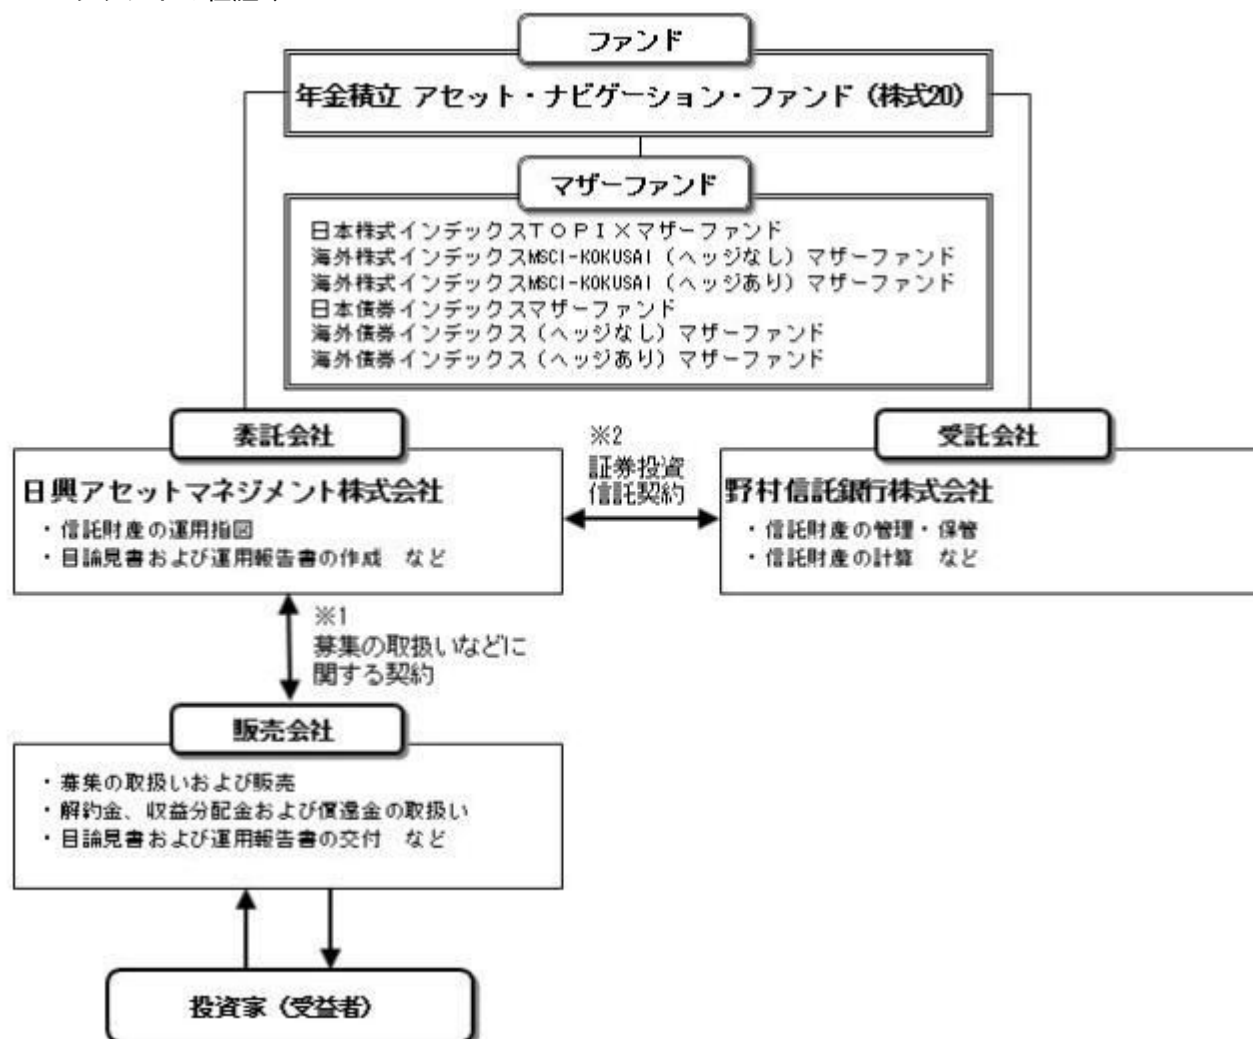 ファンド
年金積立 アセット・ナビゲーション・ファンド（株式20）
マザーファンド
日本株式インデックスＴＯＰＩＸマザーファンド
海外株式インデックスMSCI-KOKUSAI（ヘッジなし）マザーファンド
海外株式インデックスMSCI-KOKUSAI（ヘッジあり）マザーファンド
日本債券インデックスマザーファンド
海外債券インデックス（ヘッジなし）マザーファンド
海外債券インデックス（ヘッジあり）マザーファンド
委託会社
日興アセットマネジメント株式会社
・信託財産の運用指図
・目論見書および運用報告書の作成　など
※2
証券投資
信託契約
受託会社
野村信託銀行株式会社
・信託財産の管理・保管
・信託財産の計算　など
※1
募集の取扱いなどに
関する契約
販売会社
・募集の取扱いおよび販売
・解約金、収益分配金および償還金の取扱い
・目論見書および運用報告書の交付　など
投資家（受益者）